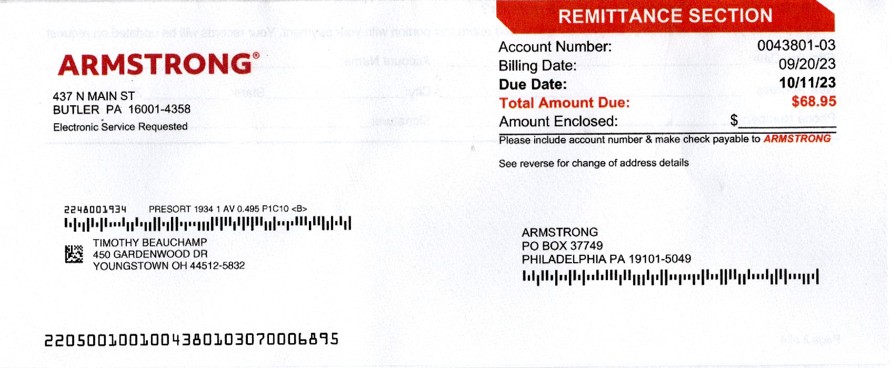 REMITTANCE SECTION
ARMSTRONG®
437 N MAIN ST
BUTLER PA 16001-4358
Electronic Service Requested
Account Number: 0043801-03
Billing Date: 09/20/23
Due Date: 10/11/23
Total Amount Due: $68.95
Amount Enclosed: $
Please include account number & make check payable to ARMSTRONG
See reverse for change of address details
2248001934 PRESORT 1934 1 AV 0.495 P1C10 <B>
TIMOTHY BEAUCHAMP
450 GARDENWOOD DR
YOUNGSTOWN OH 44512-5832
ARMSTRONG
PO BOX 37749
PHILADELPHIA PA 19101-5049
2205001001004380103070006895